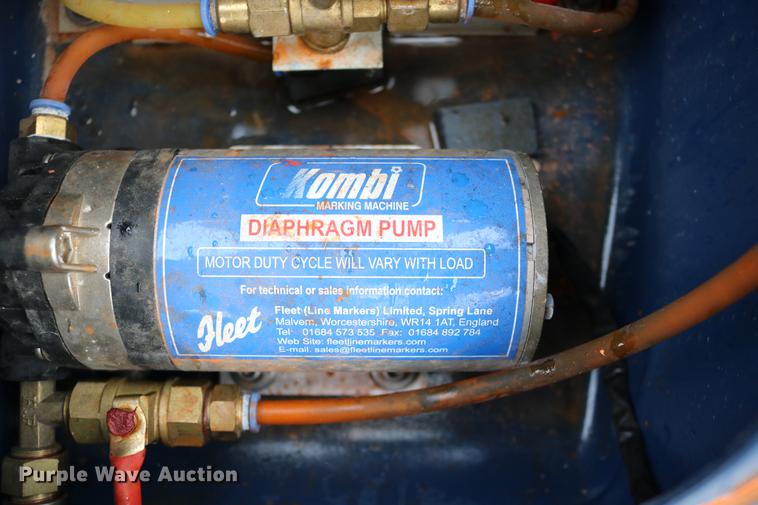 Kombi
MARKING MACHINE
DIAPHRAGM PUMP
MOTOR DUTY CYCLE WILL VARY WITH LOAD
For technical or sales information contact:
Fleet
Fleet (Line Markers) Limited, Spring Lane
Malvern, Worcestershire, WR14 1AT, England
Tel: 01684 573 535 Fax: 01684 892 784
Web Site: fleetlinemarkers.com
E-mail: sales@fleetlinemarkers.com
Purple Wave Auction